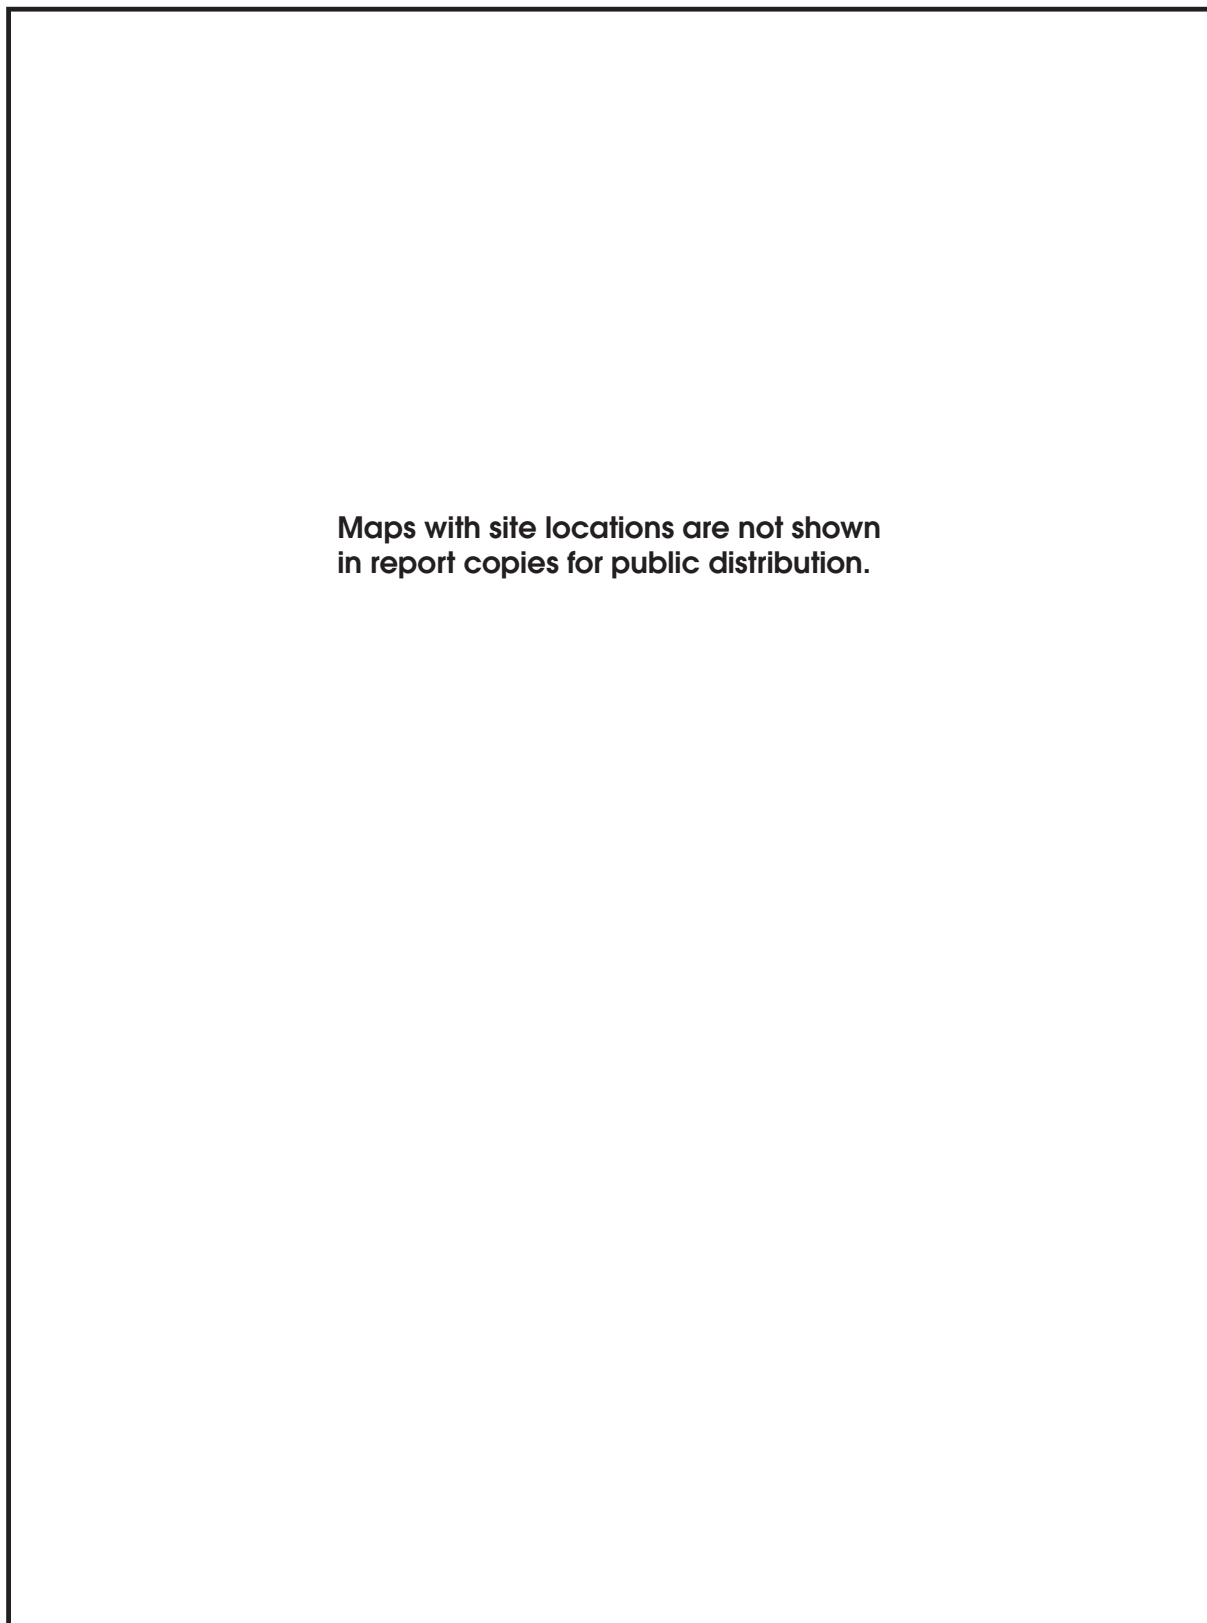 Maps with site locations are not shown
in report copies for public distribution.